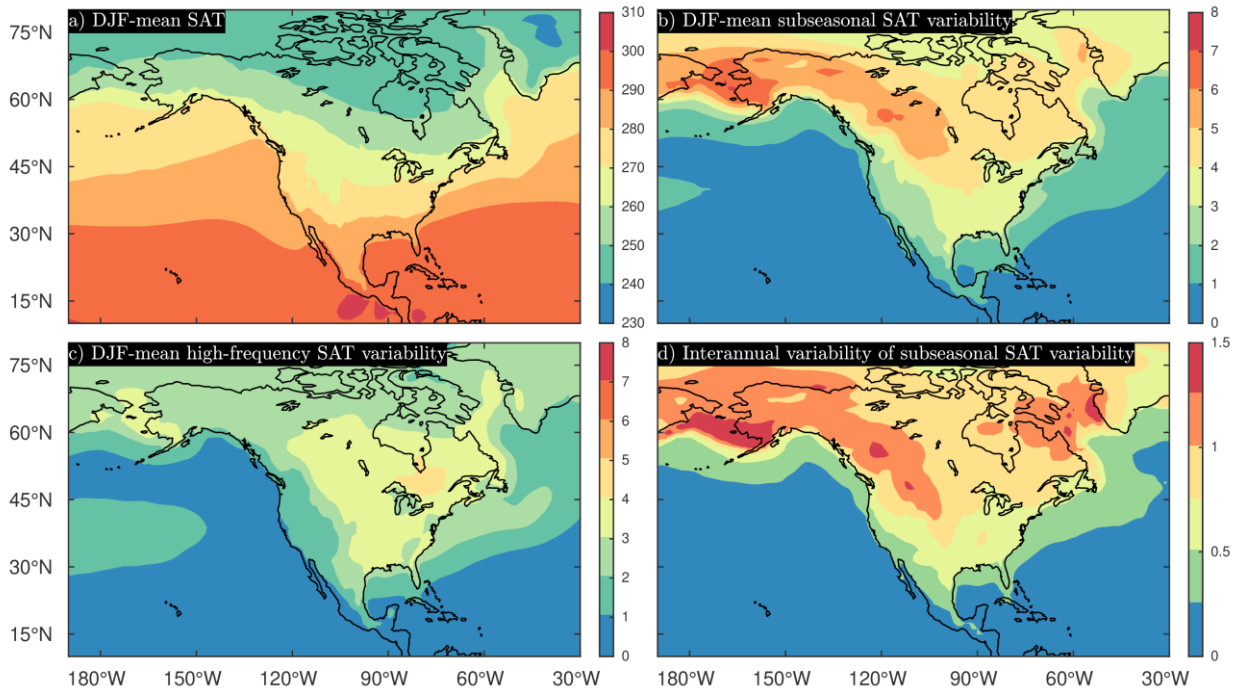 a) DJF-mean SAT
b) DJF-mean subseasonal SAT variability
75°N
60°N
45°N
30°N
15°N
310
300
290
280
270
260
250
240
230
8
7
6
5
4
3
2
1
0
c) DJF-mean high-frequency SAT variability
d) Interannual variability of subseasonal SAT variability
75°N
60°N
45°N
30°N
15°N
8
7
6
5
4
3
2
1
0
1.5
1
0.5
0
180°W 150°W 120°W 90°W 60°W 30°W
180°W 150°W 120°W 90°W 60°W 30°W